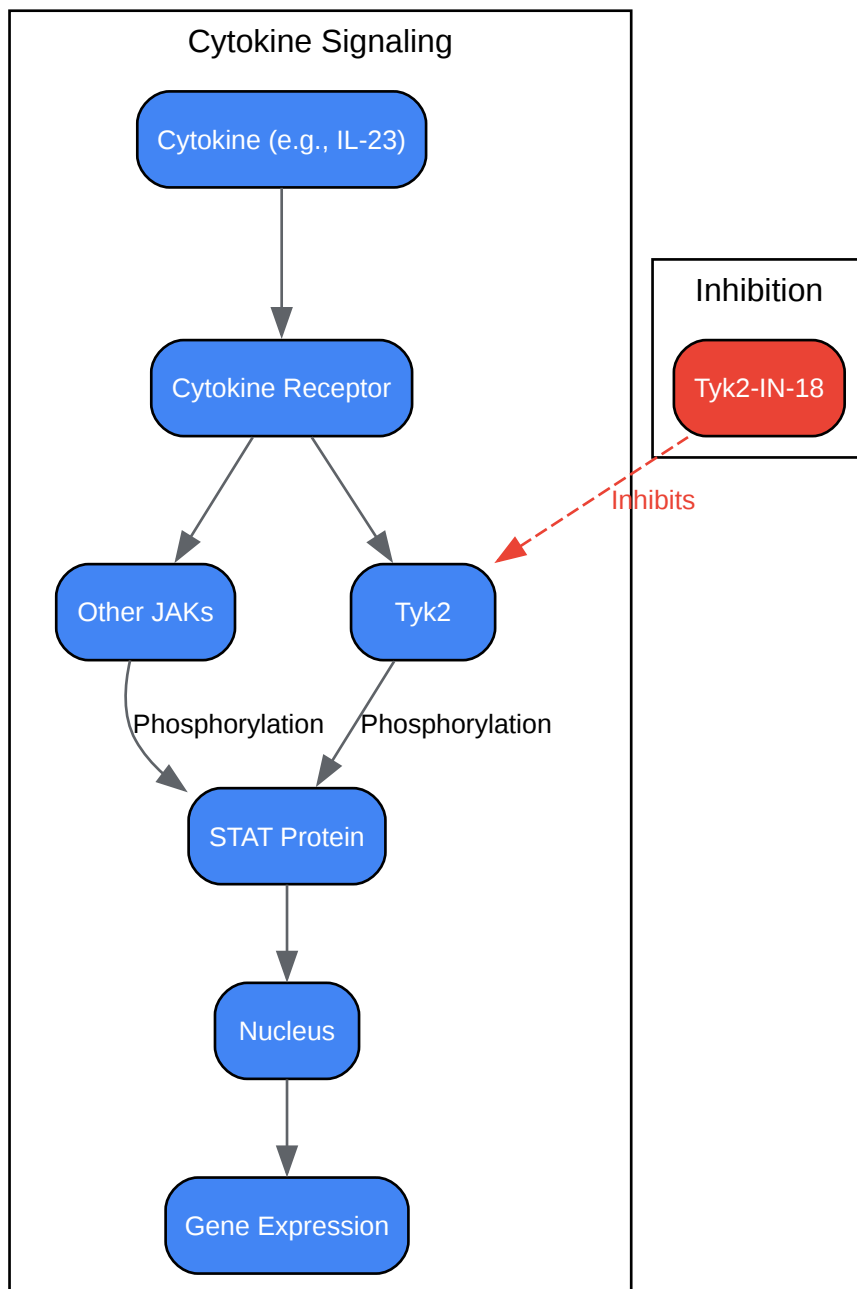 Cytokine Signaling
Cytokine (e.g., IL-23)
Inhibition
Cytokine Receptor
Tyk2-IN-18
Inhibits
Other JAKs
Tyk2
Phosphorylation
Phosphorylation
STAT Protein
Nucleus
Gene Expression